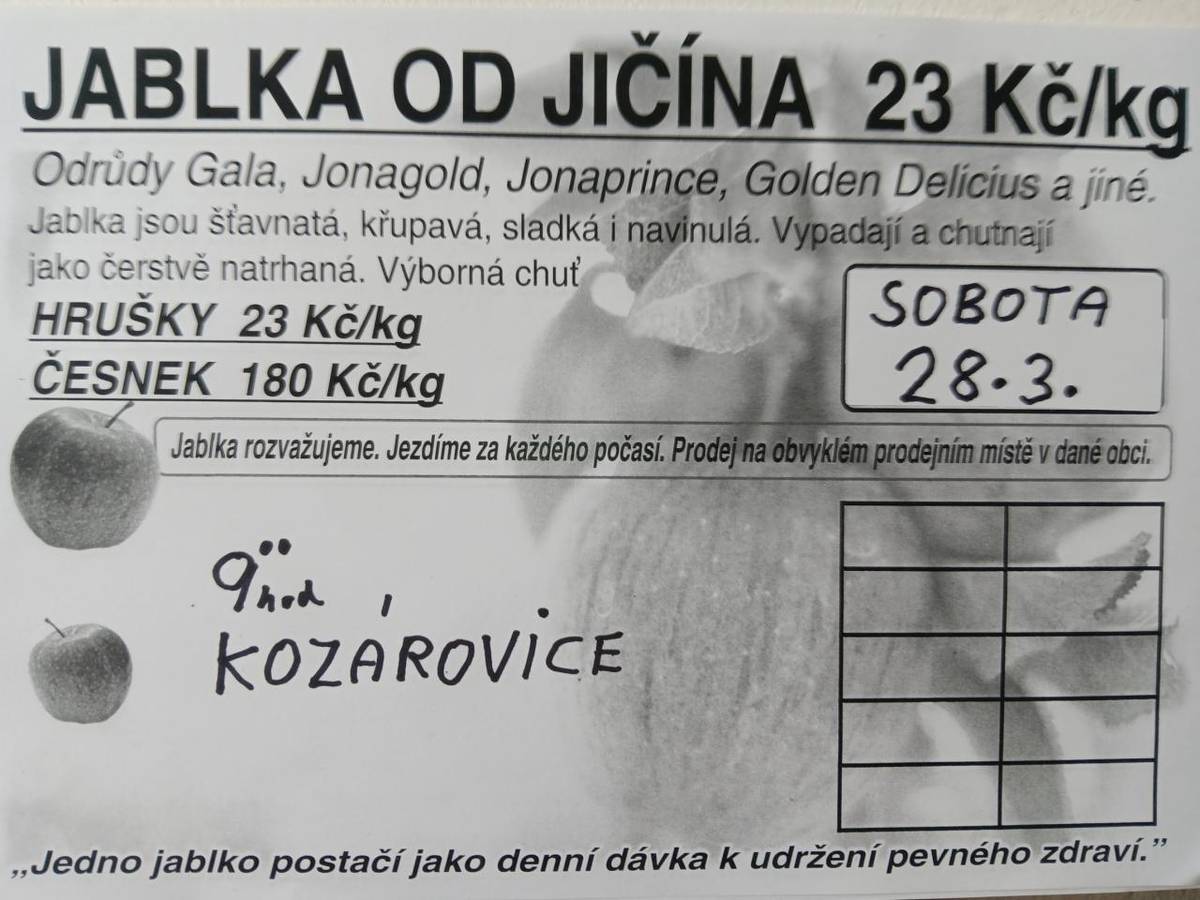 JABLKA OD JIČÍNA 23 Kč/kg
Odrůdy Gala, Jonagold, Jonaprince, Golden Delicius a jiné.
Jablka jsou šťavnatá, křupavá, sladká i navinulá. Vypadají a chutnají
jako čerstvě natrhaná. Výborná chuť
HRUŠKY 23 Kč/kg
ČESNEK 180 Kč/kg
SOBOTA
28.3.
Jablka rozvažujeme. Jezdíme za každého počasí. Prodej na obvyklém prodejním místě v dané obci.
9 hod
KOZÁROVICE
„Jedno jablko postačí jako denní dávka k udržení pevného zdraví.”